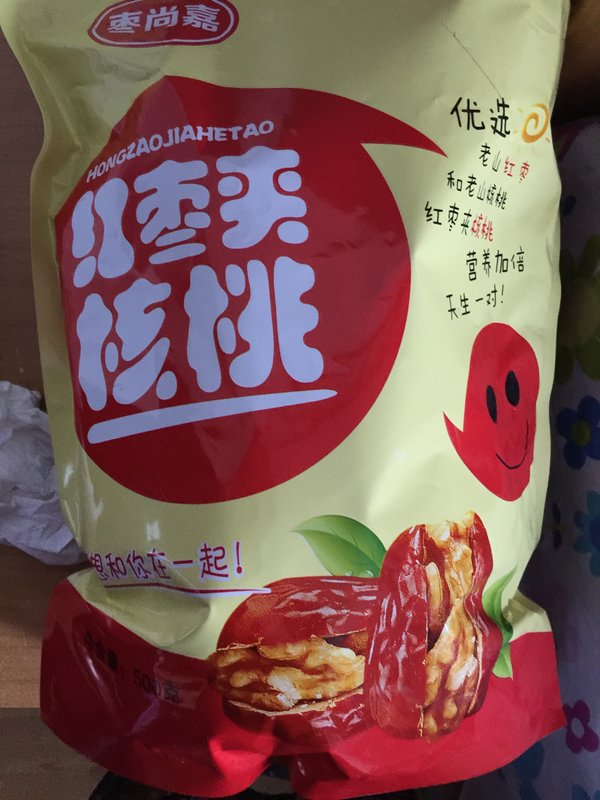 枣尚嘉
HONGZAOJIAHETAO
红枣夹
核桃
优选
老山红枣
和老山核桃
红枣夹核桃
营养加倍
天生一对!
想和你在一起!
含量:500克